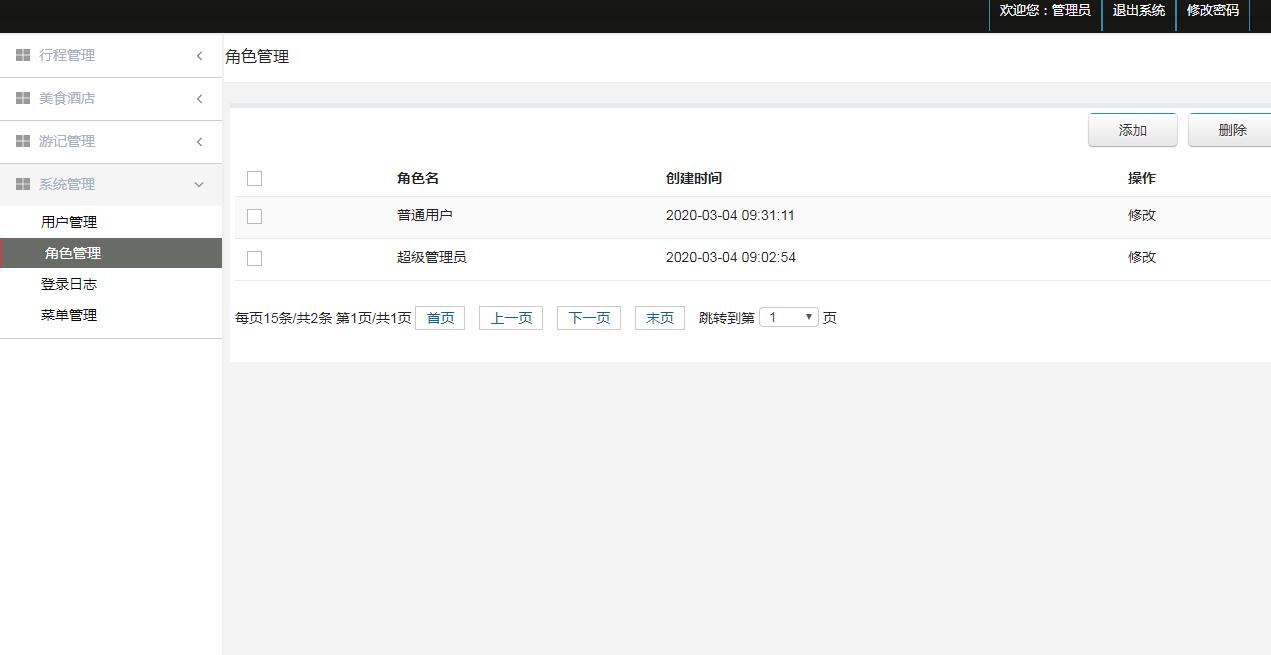 欢迎您：管理员 退出系统 修改密码
行程管理
美食酒店
游记管理
系统管理
用户管理
角色管理
登录日志
菜单管理
角色管理
添加 删除
角色名 创建时间 操作
普通用户 2020-03-04 09:31:11 修改
超级管理员 2020-03-04 09:02:54 修改
每页15条/共2条 第1页/共1页 首页 上一页 下一页 末页 跳转到第 1 页